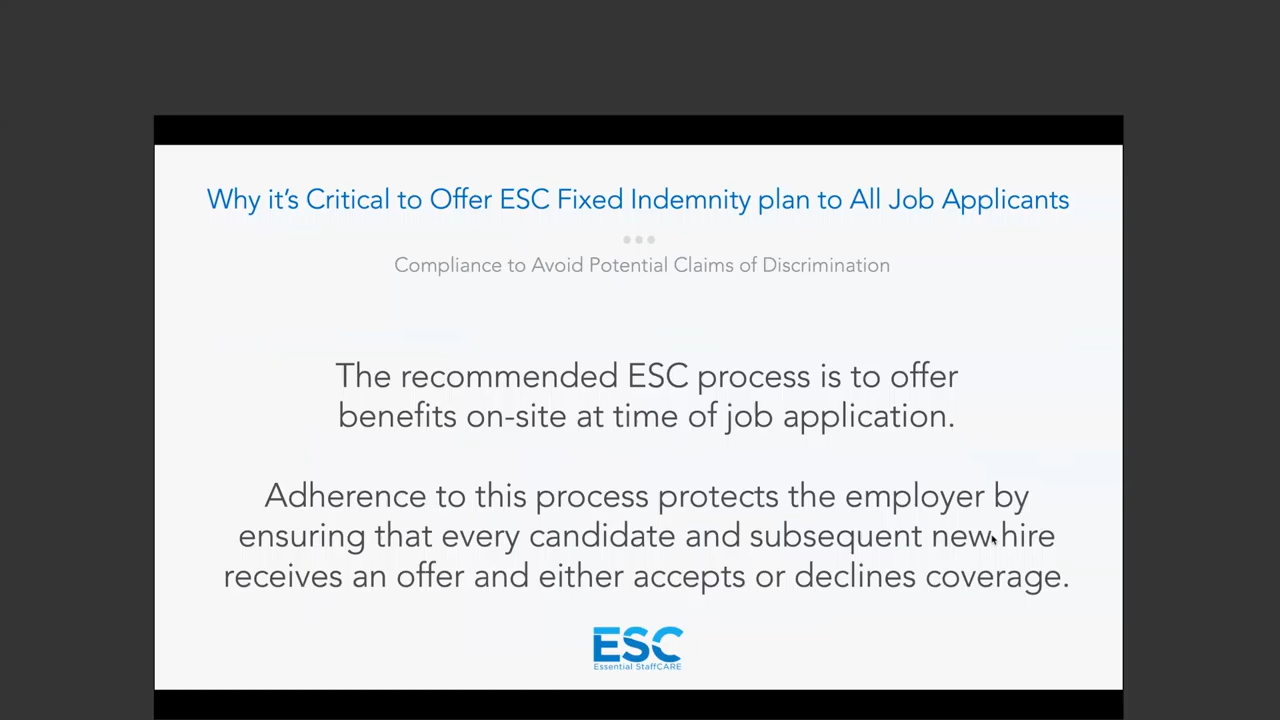 Why it's Critical to Offer ESC Fixed Indemnity plan to All Job Applicants
Compliance to Avoid Potential Claims of Discrimination
The recommended ESC process is to offer
benefits on-site at time of job application.
Adherence to this process protects the employer by
ensuring that every candidate and subsequent new hire
receives an offer and either accepts or declines coverage.
ESC
Essential StaffCARE